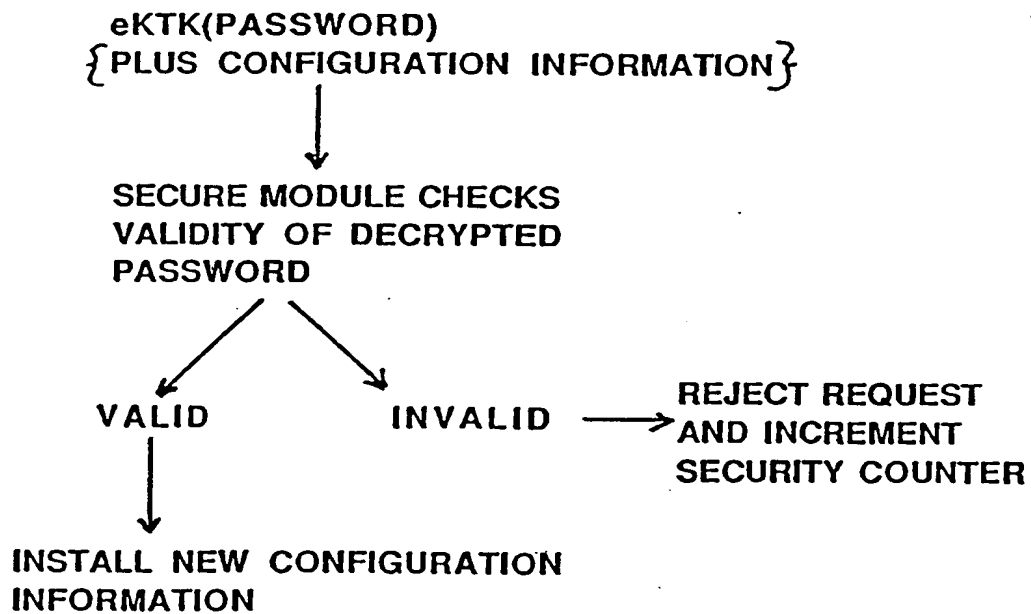 eKTK(PASSWORD)
{PLUS CONFIGURATION INFORMATION}
SECURE MODULE CHECKS
VALIDITY OF DECRYPTED
PASSWORD
VALID
INVALID
REJECT REQUEST
AND INCREMENT
SECURITY COUNTER
INSTALL NEW CONFIGURATION
INFORMATION